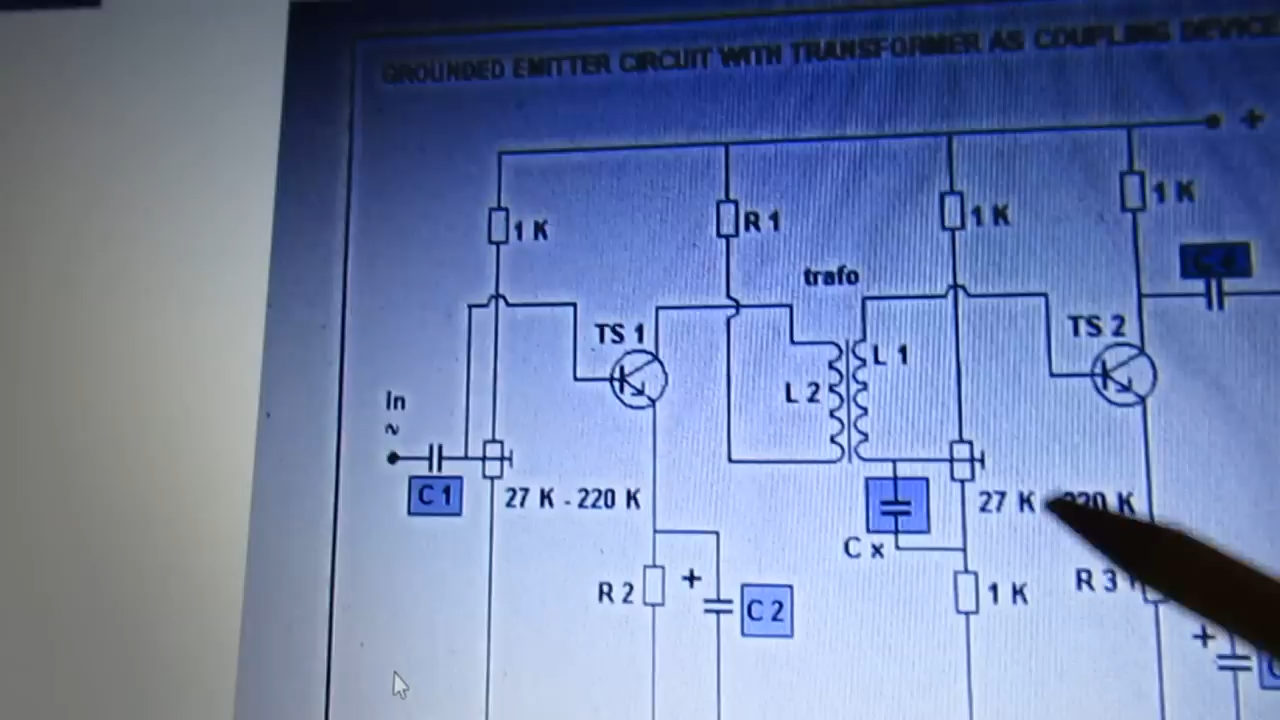 GROUNDED EMITTER CIRCUIT WITH TRANSFORMER AS COUPLING DEVICE
+
1 K
R 1
1 K
1 K
trafo
TS 1
TS 2
L 1
L 2
In
~
C 1
27 K - 220 K
27 K - 220 K
C x
R 2
+
C 2
1 K
R 3
+